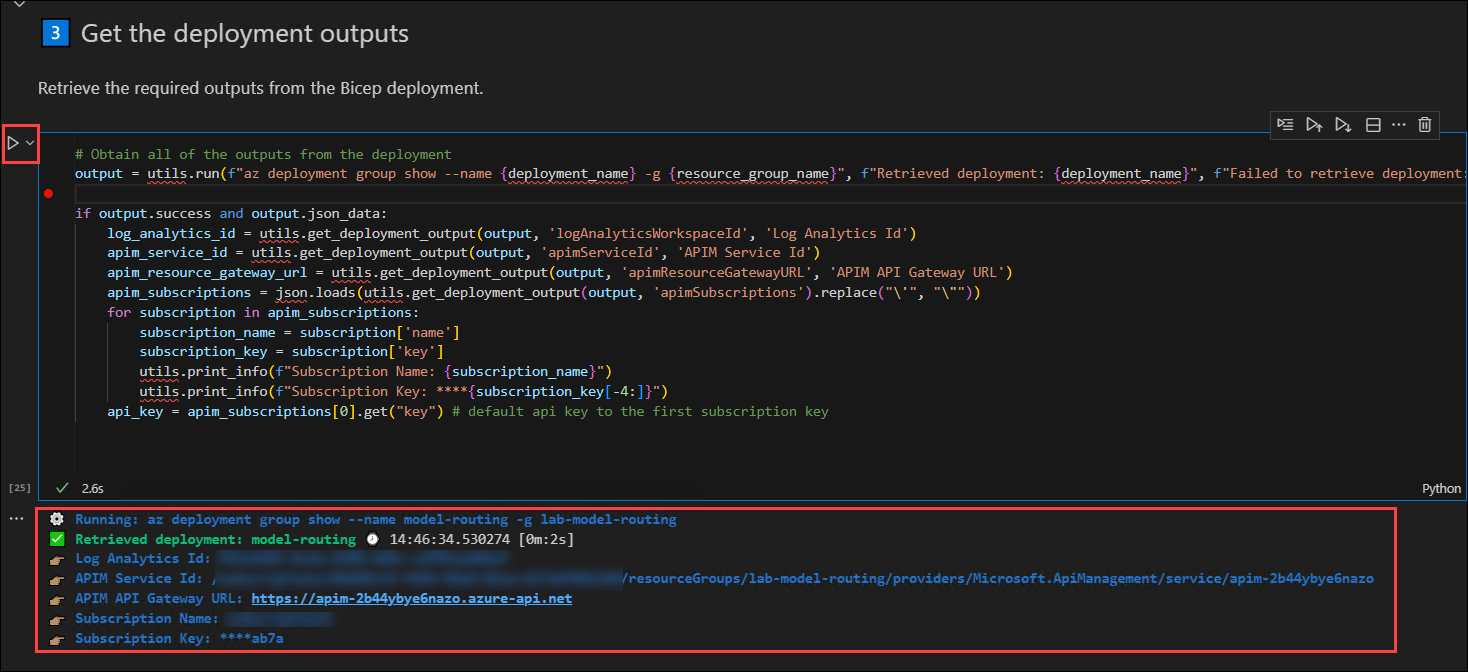 3 Get the deployment outputs
Retrieve the required outputs from the Bicep deployment.
# Obtain all of the outputs from the deployment
output = utils.run(f"az deployment group show --name {deployment_name} -g {resource_group_name}", f"Retrieved deployment: {deployment_name}", f"Failed to retrieve deployment:
if output.success and output.json_data:
    log_analytics_id = utils.get_deployment_output(output, 'logAnalyticsWorkspaceId', 'Log Analytics Id')
    apim_service_id = utils.get_deployment_output(output, 'apimServiceId', 'APIM Service Id')
    apim_resource_gateway_url = utils.get_deployment_output(output, 'apimResourceGatewayURL', 'APIM API Gateway URL')
    apim_subscriptions = json.loads(utils.get_deployment_output(output, 'apimSubscriptions').replace("\'", "\""))
    for subscription in apim_subscriptions:
        subscription_name = subscription['name']
        subscription_key = subscription['key']
        utils.print_info(f"Subscription Name: {subscription_name}")
        utils.print_info(f"Subscription Key: ****{subscription_key[-4:]}")
    api_key = apim_subscriptions[0].get("key") # default api key to the first subscription key
[25] 2.6s Python
Running: az deployment group show --name model-routing -g lab-model-routing
Retrieved deployment: model-routing 14:46:34.530274 [0m:2s]
Log Analytics Id:
APIM Service Id: / /resourceGroups/lab-model-routing/providers/Microsoft.ApiManagement/service/apim-2b44ybye6nazo
APIM API Gateway URL: https://apim-2b44ybye6nazo.azure-api.net
Subscription Name:
Subscription Key: ****ab7a